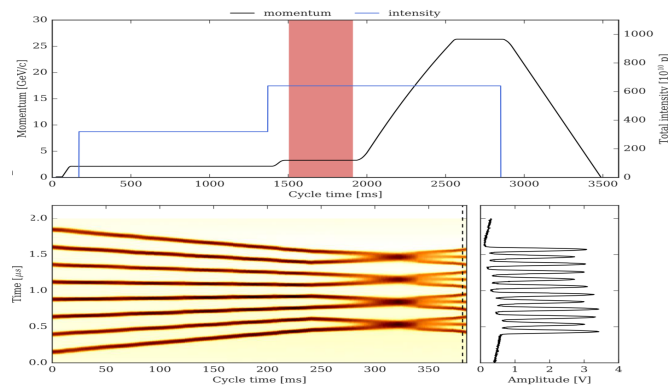 momentum intensity
30
25
20
15
10
5
0
Momentum [GeV/c]
1000
800
600
400
200
0
Total intensity [10¹⁰ p]
0 500 1000 1500 2000 2500 3000 3500
Cycle time [ms]
2.0
1.5
1.0
0.5
0.0
Time [μs]
0 50 100 150 200 250 300 350
Cycle time [ms]
0 1 2 3 4
Amplitude [V]